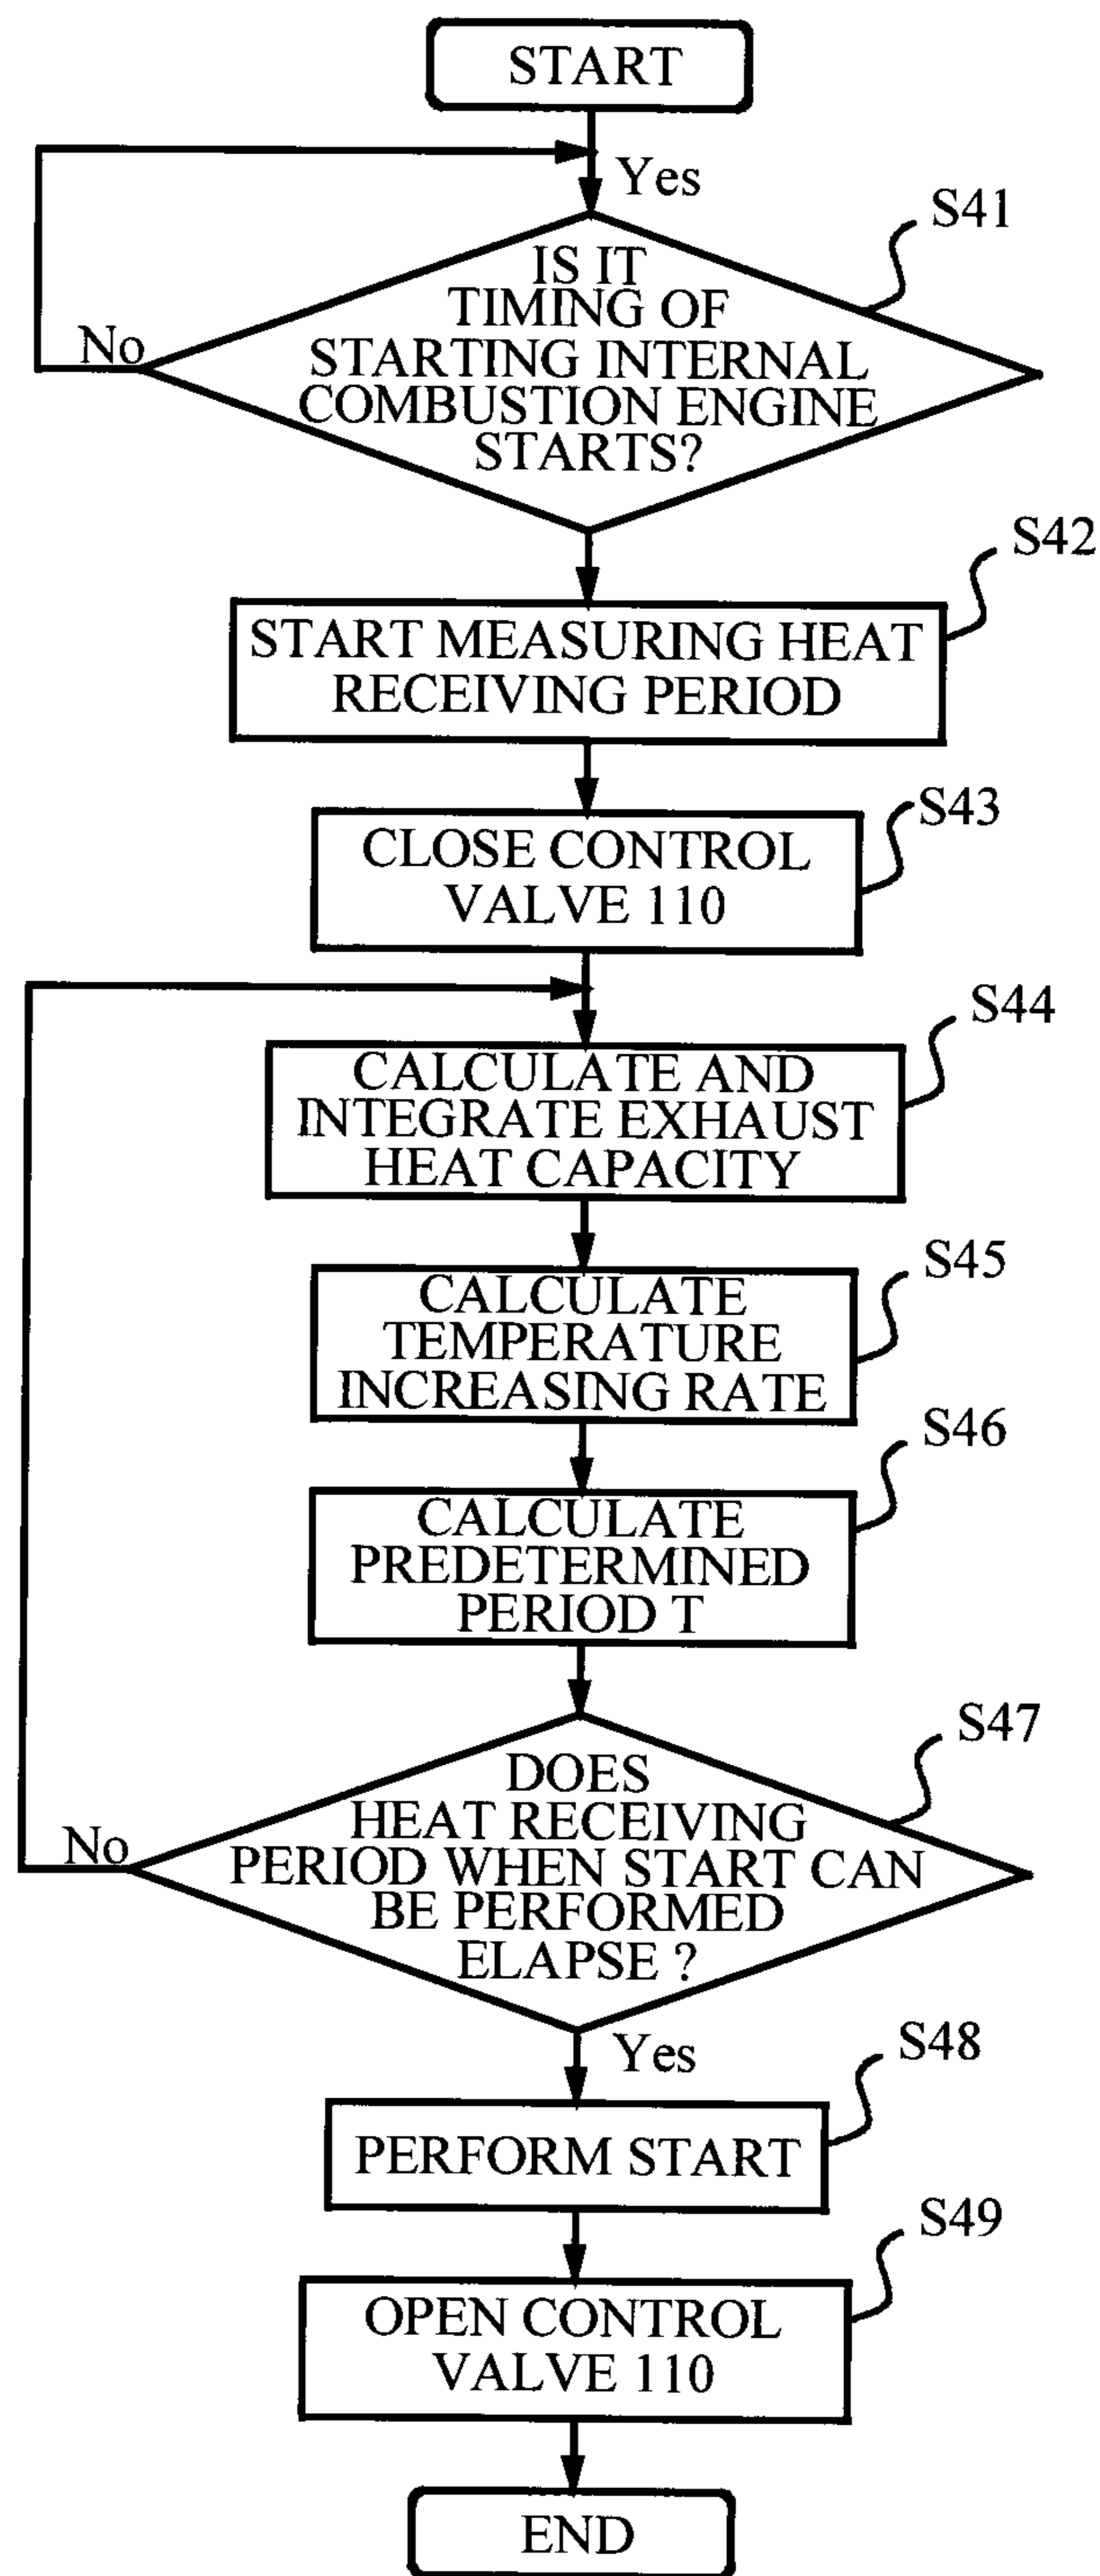 START
Yes
S41
IS IT
TIMING OF
STARTING INTERNAL
COMBUSTION ENGINE
STARTS?
No
S42
START MEASURING HEAT
RECEIVING PERIOD
S43
CLOSE CONTROL
VALVE 110
S44
CALCULATE AND
INTEGRATE EXHAUST
HEAT CAPACITY
S45
CALCULATE
TEMPERATURE
INCREASING RATE
S46
CALCULATE
PREDETERMINED
PERIOD T
S47
DOES
HEAT RECEIVING
PERIOD WHEN START CAN
BE PERFORMED
ELAPSE ?
No
Yes
S48
PERFORM START
S49
OPEN CONTROL
VALVE 110
END